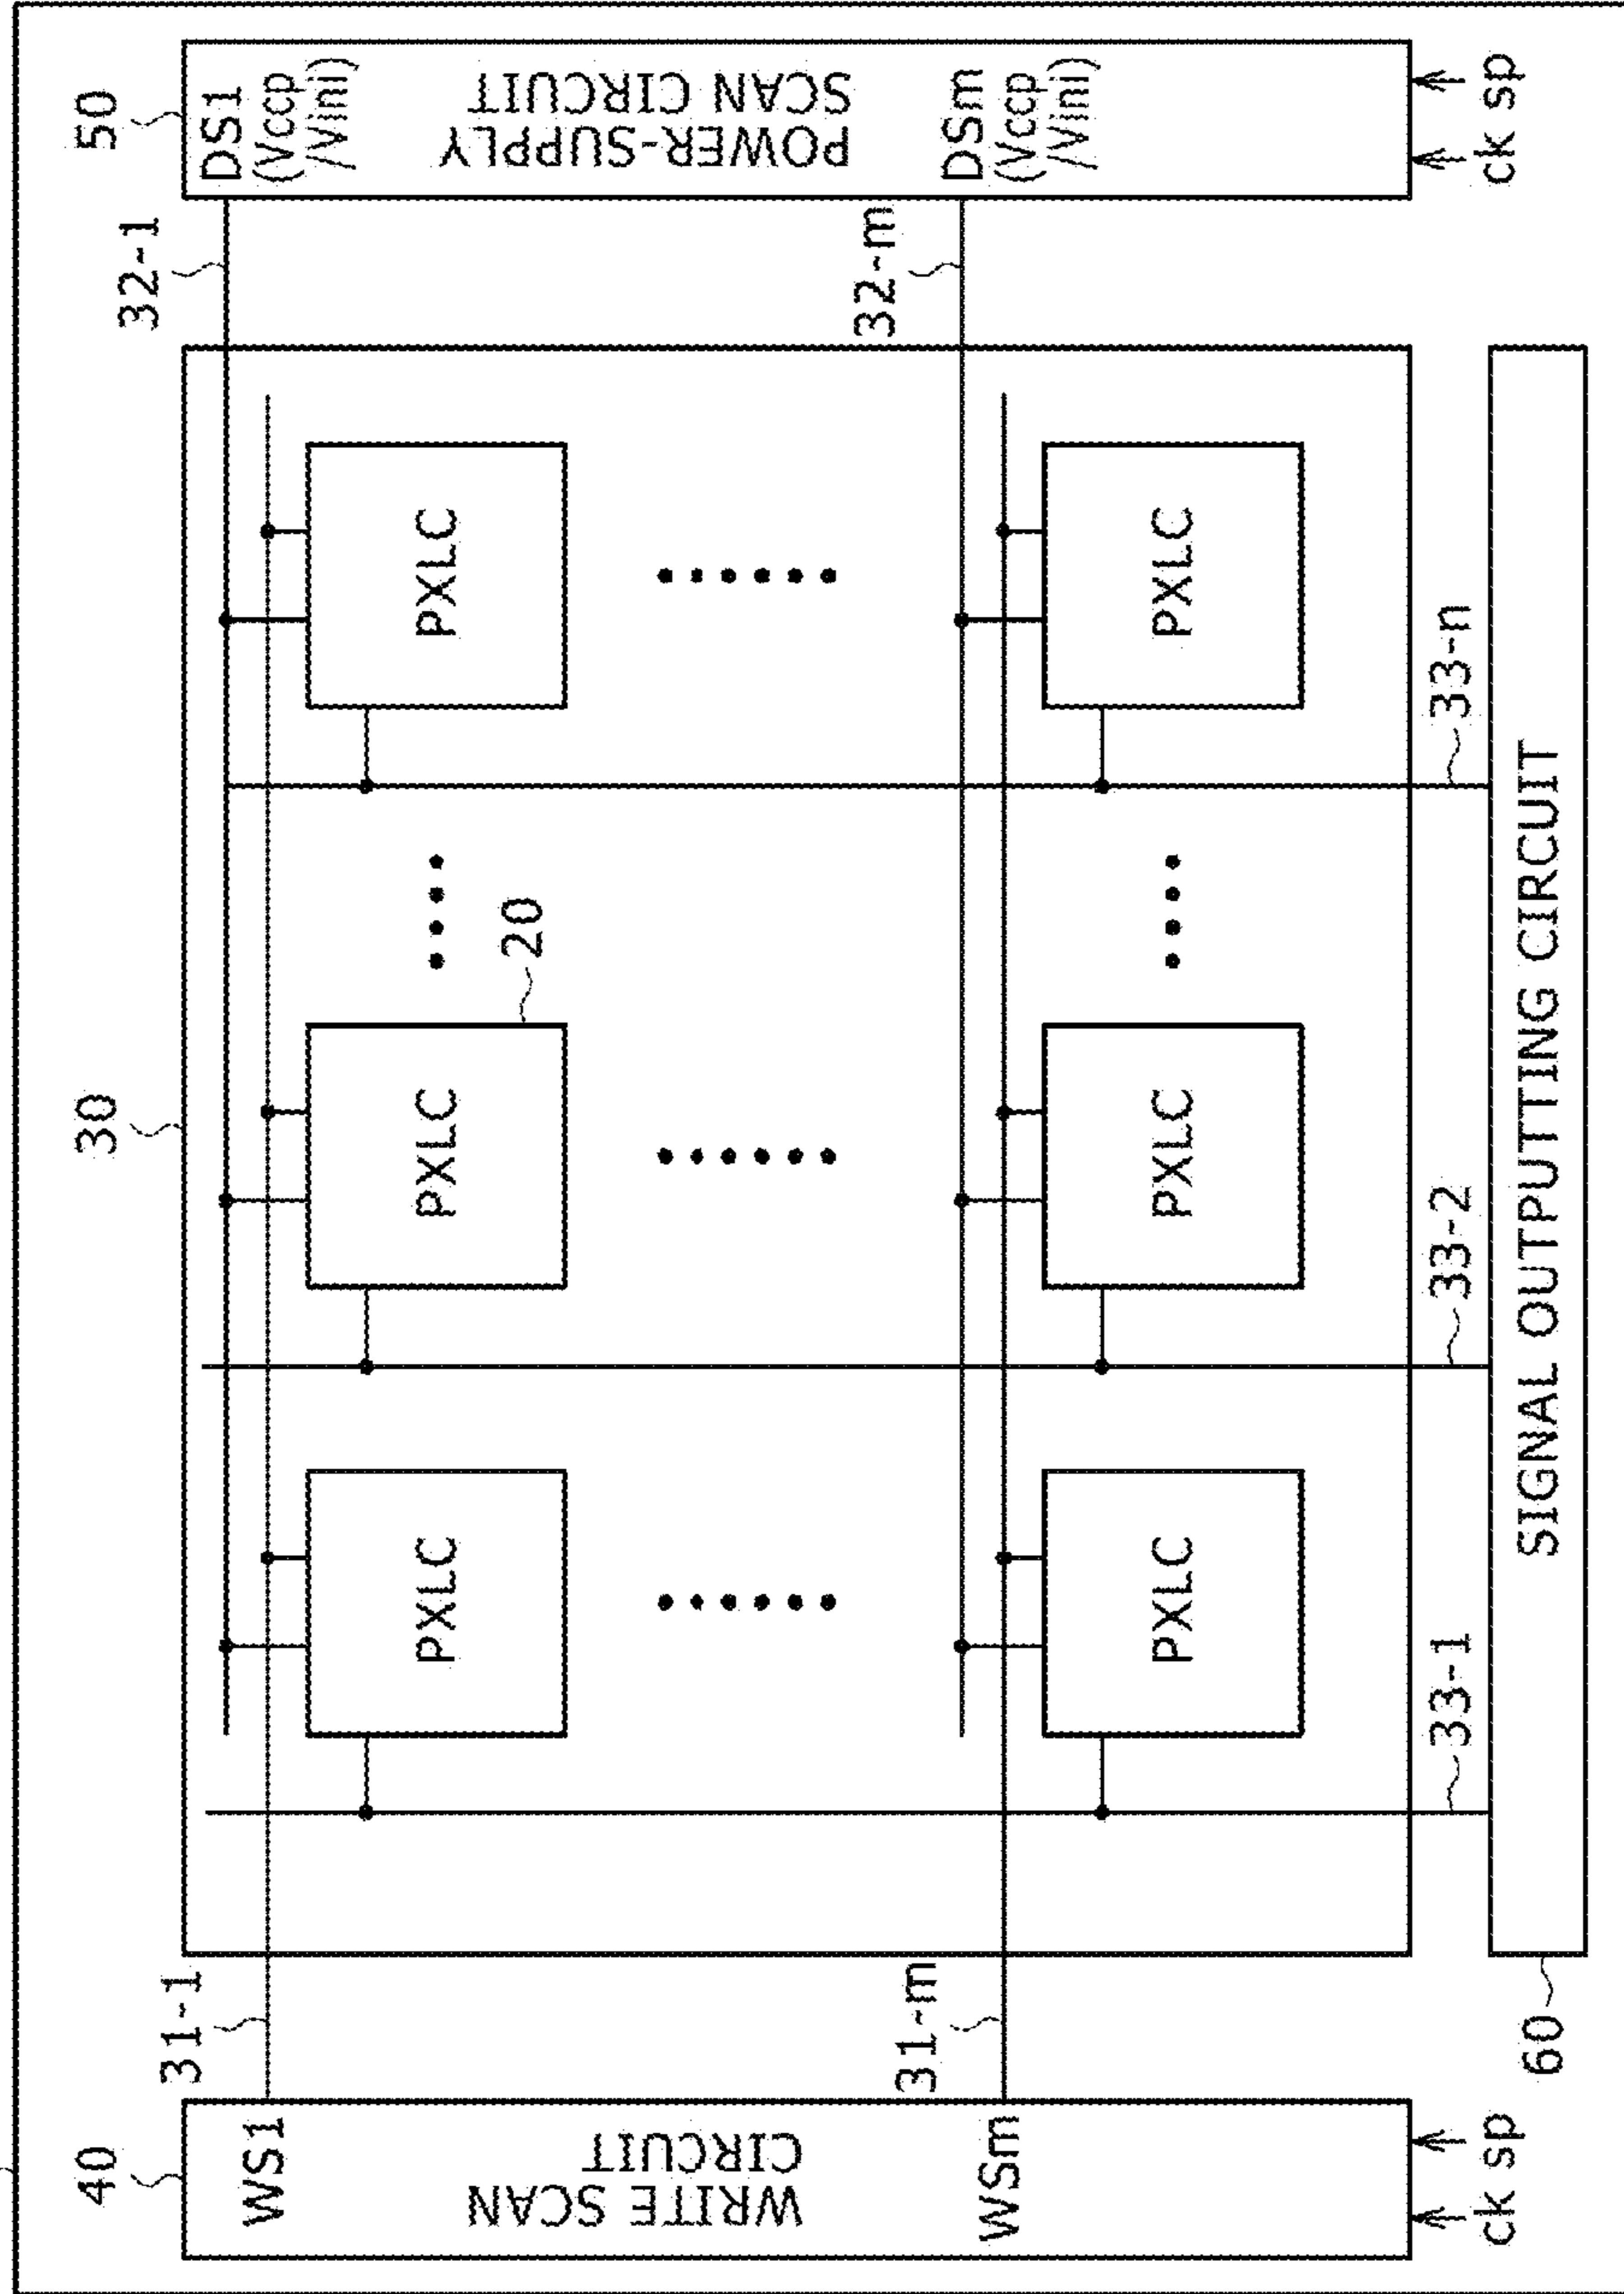 40
30
50
31-1
32-1
WS1
DS1
(Vccp
/Vini)
20
PXLC
PXLC
PXLC
WRITE SCAN
CIRCUIT
POWER-SUPPLY
SCAN CIRCUIT
31-m
32-m
WSm
DSm
(Vccp
/Vini)
PXLC
PXLC
PXLC
33-1
33-2
33-n
ck sp
ck sp
60
SIGNAL OUTPUTTING CIRCUIT